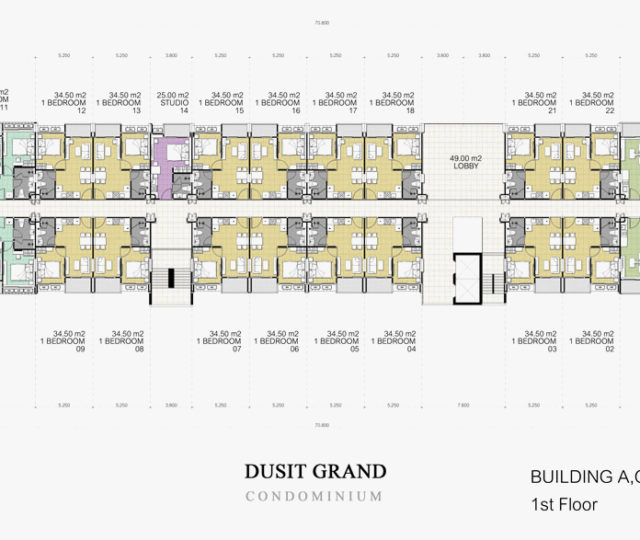 73.800
5.250 5.250 3.800 5.250 5.250 5.250 5.250 3.800 3.800 5.250 5.250
m2 34.50 m2 34.50 m2 25.00 m2 34.50 m2 34.50 m2 34.50 m2 34.50 m2 34.50 m2 34.50 m2
OM 1 BEDROOM 1 BEDROOM STUDIO 1 BEDROOM 1 BEDROOM 1 BEDROOM 1 BEDROOM 1 BEDROOM 1 BEDROOM
11 12 13 14 15 16 17 18 21 22
49.00 m2
LOBBY
34.50 m2 34.50 m2 34.50 m2 34.50 m2 34.50 m2 34.50 m2 34.50 m2 34.50 m2
1 BEDROOM 1 BEDROOM 1 BEDROOM 1 BEDROOM 1 BEDROOM 1 BEDROOM 1 BEDROOM 1 BEDROOM
09 08 07 06 05 04 03 02
5.250 5.250 3.800 5.250 5.250 5.250 5.250 7.600 5.250 5.250
73.800
DUSIT GRAND
CONDOMINIUM
BUILDING A,C
1st Floor